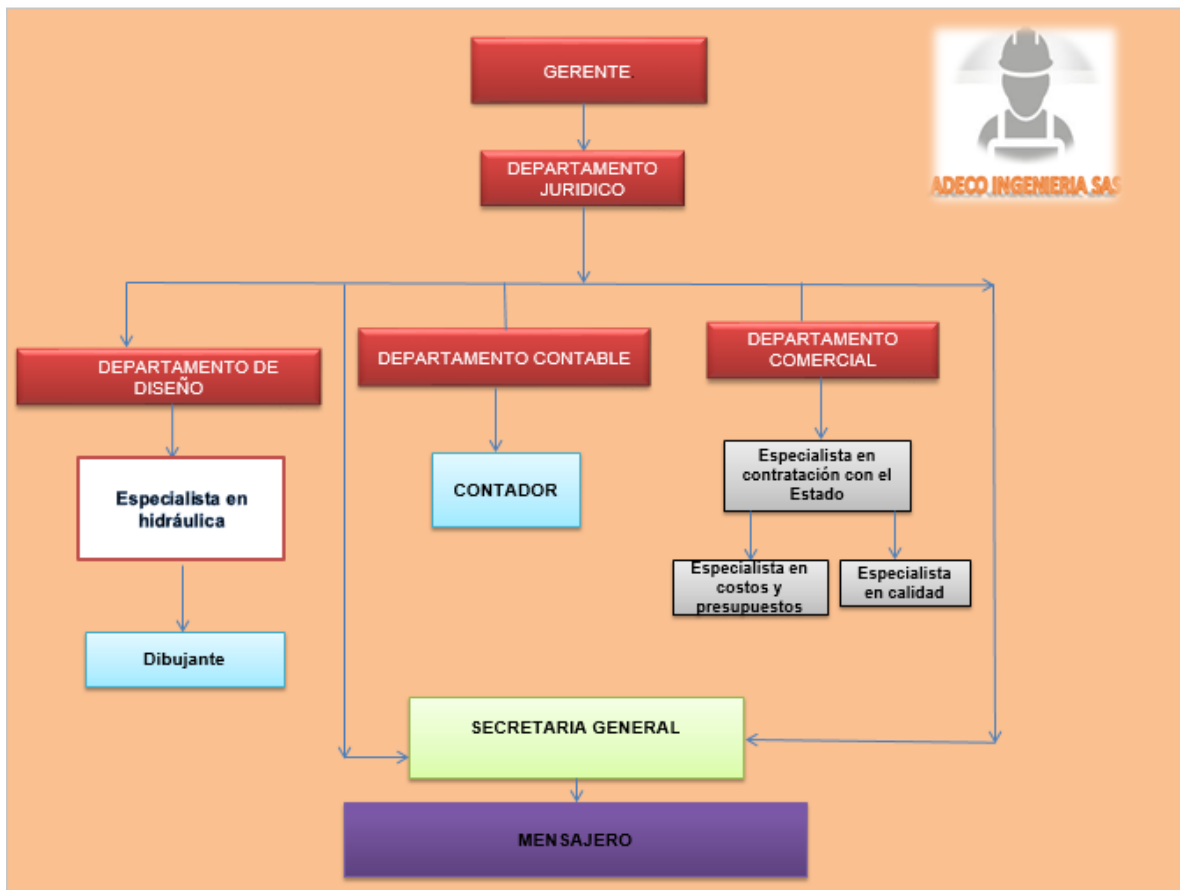 GERENTE.
DEPARTAMENTO
JURIDICO
ADECO INGENIERIA SAS
DEPARTAMENTO DE
DISEÑO
DEPARTAMENTO CONTABLE
DEPARTAMENTO
COMERCIAL
Especialista en
hidráulica
CONTADOR
Especialista en
contratación con el
Estado
Especialista en
costos y
presupuestos
Especialista
en calidad
Dibujante
SECRETARIA GENERAL
MENSAJERO